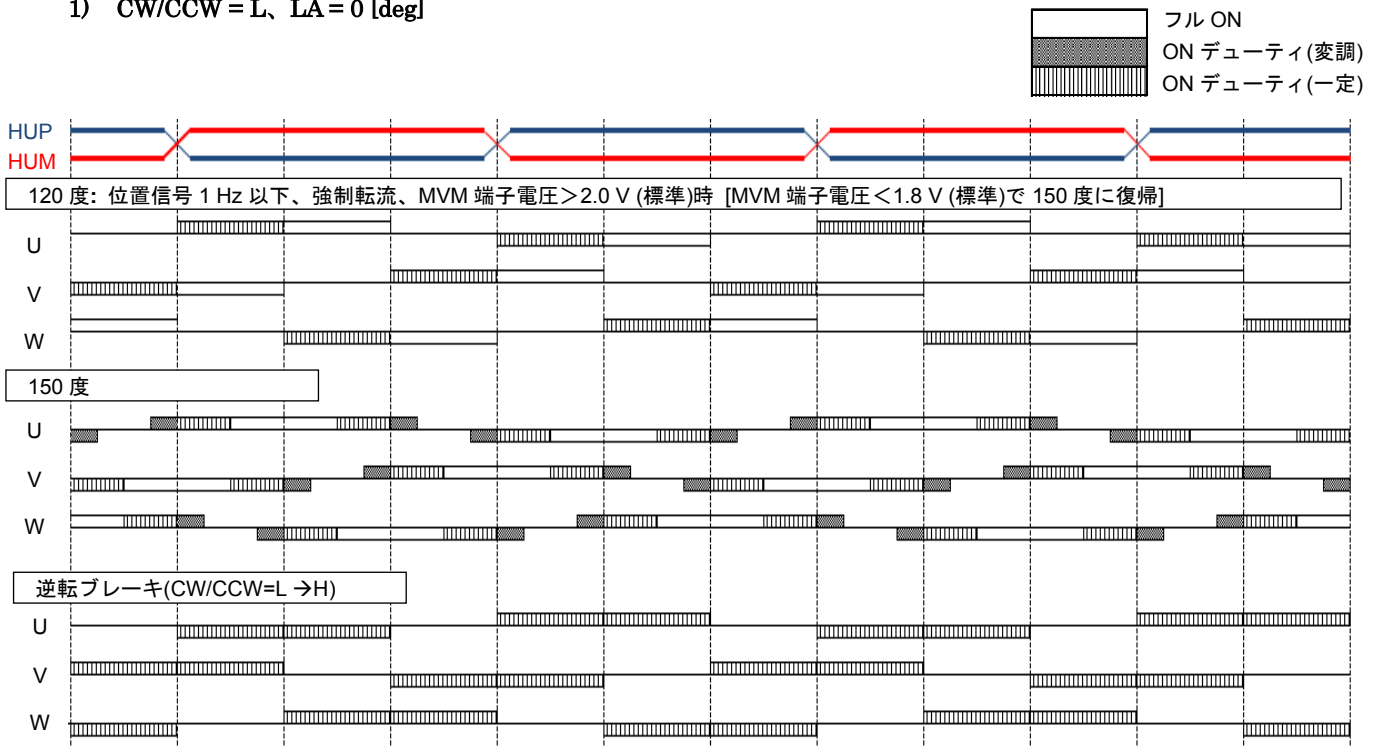 1) CW/CCW = L、LA = 0 [deg]
フル ON
ON デューティ(変調)
ON デューティ(一定)
HUP
HUM
120 度: 位置信号 1 Hz 以下、強制転流、MVM 端子電圧＞2.0 V (標準)時 [MVM 端子電圧＜1.8 V (標準)で 150 度に復帰]
U
V
W
150 度
U
V
W
逆転ブレーキ(CW/CCW=L →H)
U
V
W